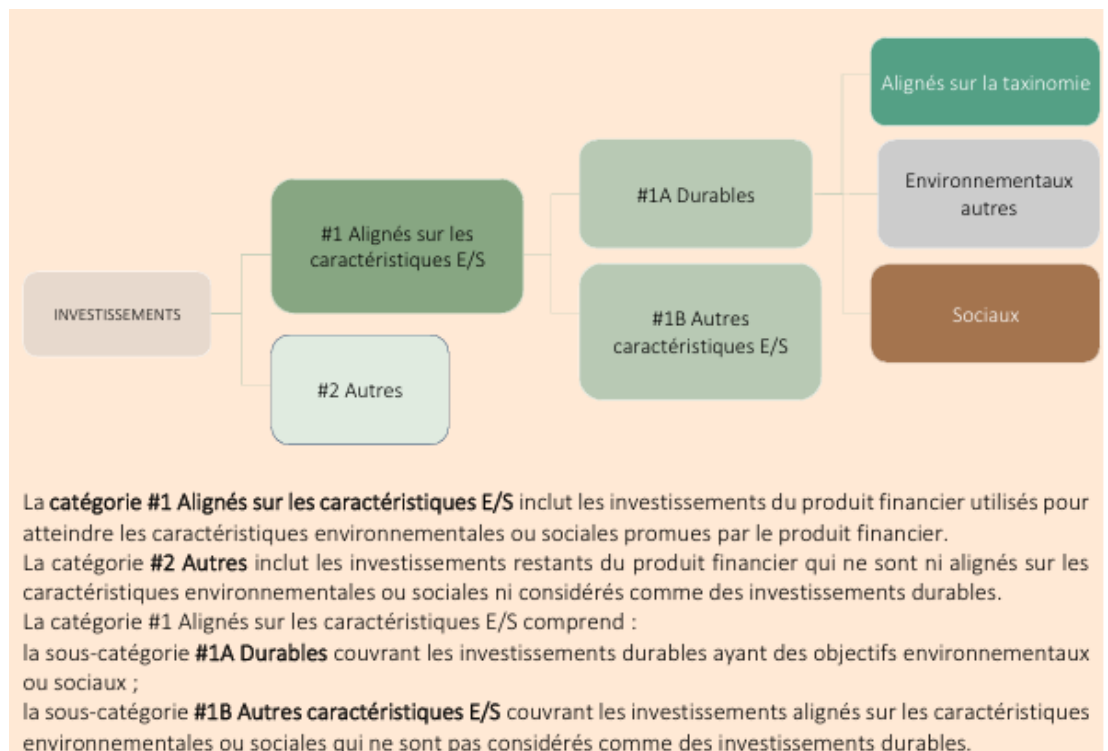 Alignés sur la taxinomie
Environnementaux
autres
#1A Durables
#1 Alignés sur les
caractéristiques E/S
INVESTISSEMENTS
#1B Autres
caractéristiques E/S
Sociaux
#2 Autres
La catégorie #1 Alignés sur les caractéristiques E/S inclut les investissements du produit financier utilisés pour
atteindre les caractéristiques environnementales ou sociales promues par le produit financier.
La catégorie #2 Autres inclut les investissements restants du produit financier qui ne sont ni alignés sur les
caractéristiques environnementales ou sociales ni considérés comme des investissements durables.
La catégorie #1 Alignés sur les caractéristiques E/S comprend :
la sous-catégorie #1A Durables couvrant les investissements durables ayant des objectifs environnementaux
ou sociaux ;
la sous-catégorie #1B Autres caractéristiques E/S couvrant les investissements alignés sur les caractéristiques
environnementales ou sociales qui ne sont pas considérés comme des investissements durables.